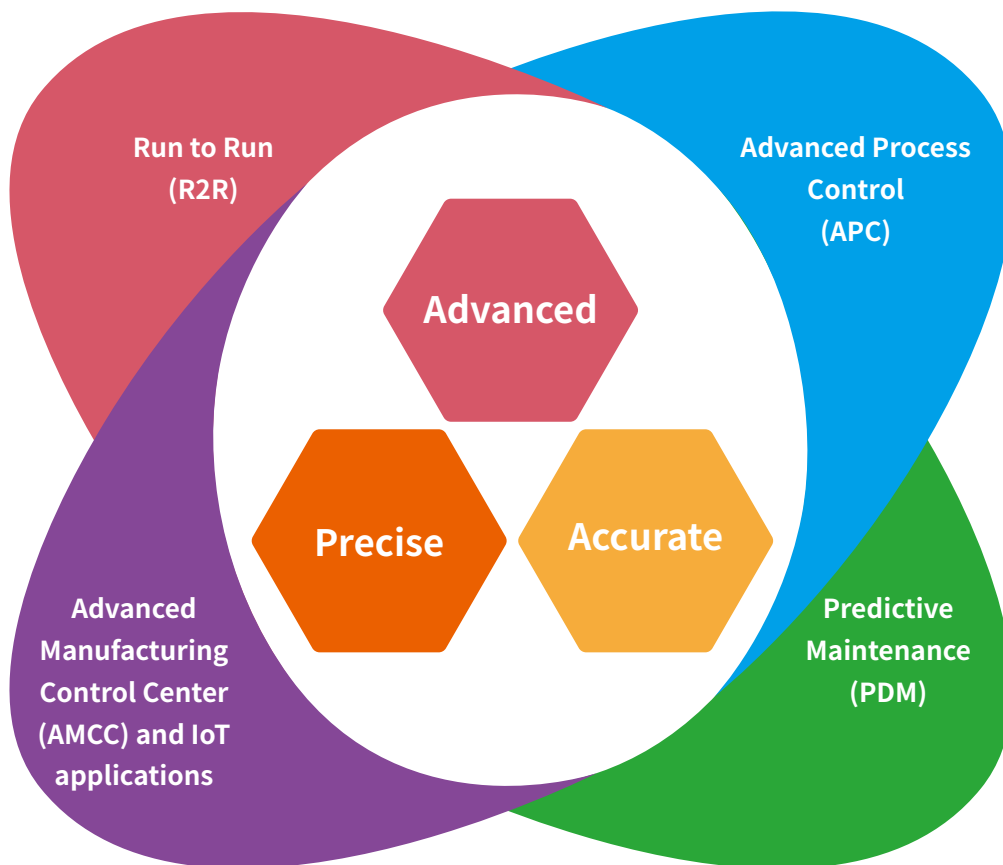 Run to Run
(R2R)
Advanced Process
Control
(APC)
Advanced
Precise
Accurate
Advanced
Manufacturing
Control Center
(AMCC) and IoT
applications
Predictive
Maintenance
(PDM)